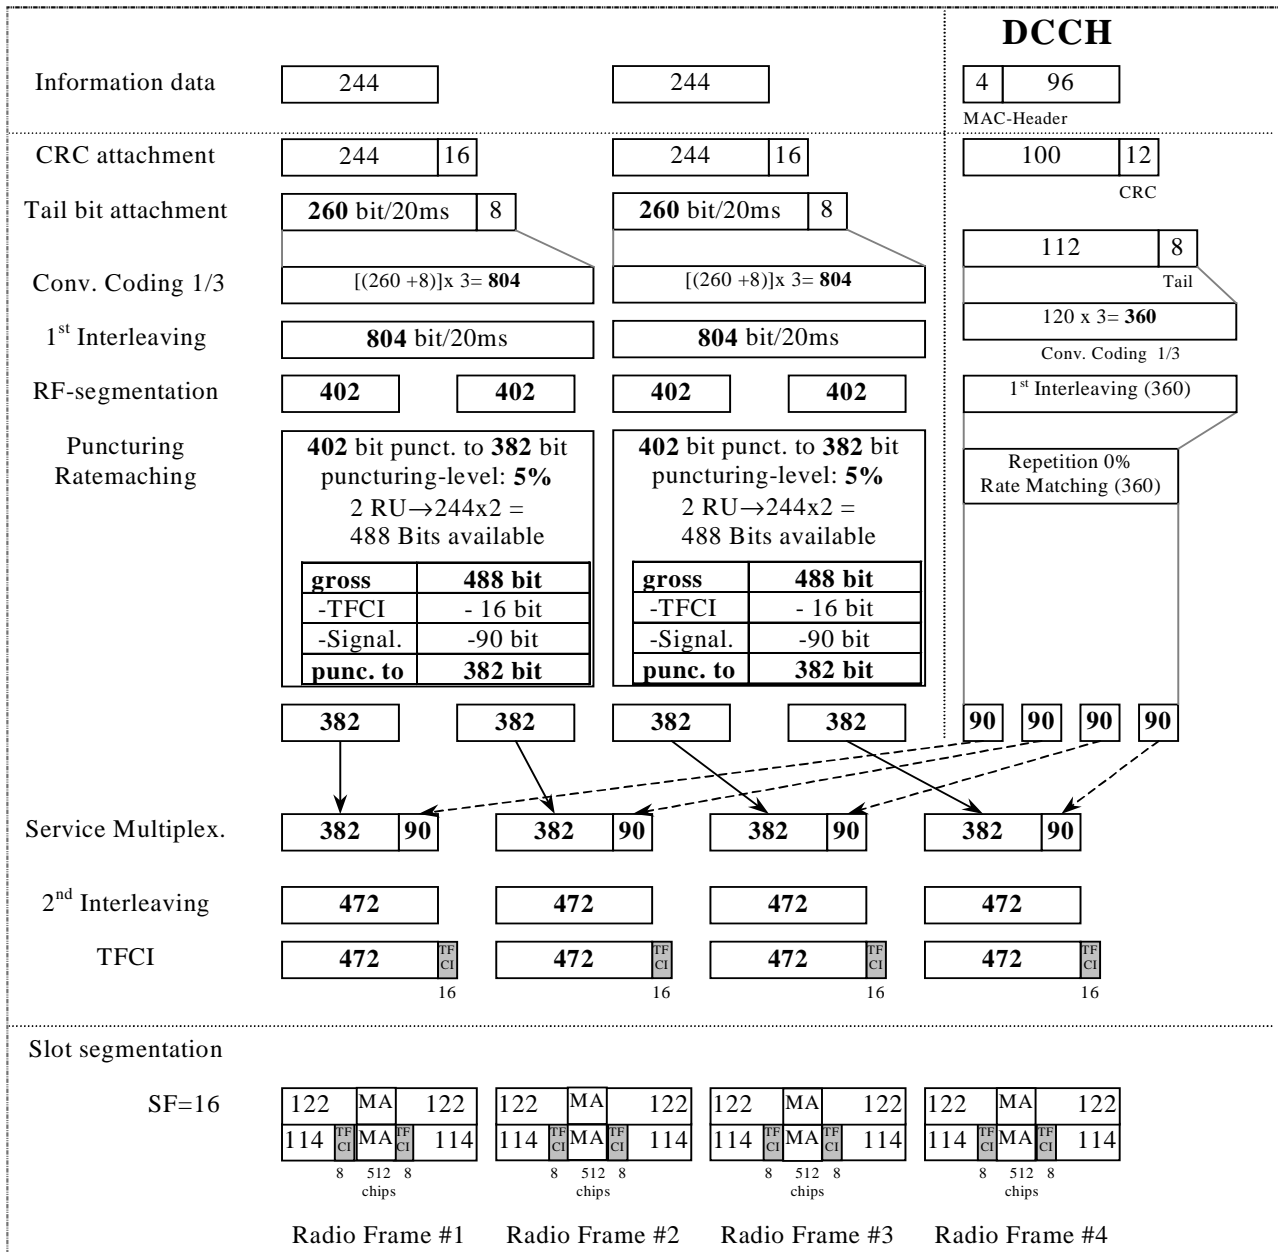 DCCH
Information data 244 244 4 96
MAC-Header
CRC attachment 244 16 244 16 100 12
CRC
Tail bit attachment 260 bit/20ms 8 260 bit/20ms 8
112 8
Tail
Conv. Coding 1/3 [(260 +8)]x 3= 804 [(260 +8)]x 3= 804
120 x 3= 360
Conv. Coding 1/3
1st Interleaving 804 bit/20ms 804 bit/20ms
RF-segmentation 402 402 402 402
1st Interleaving (360)
Puncturing
Ratemaching
402 bit punct. to 382 bit
puncturing-level: 5%
2 RU→244x2 =
488 Bits available
gross 488 bit
-TFCI - 16 bit
-Signal. -90 bit
punc. to 382 bit
402 bit punct. to 382 bit
puncturing-level: 5%
2 RU→244x2 =
488 Bits available
gross 488 bit
-TFCI - 16 bit
-Signal. -90 bit
punc. to 382 bit
Repetition 0%
Rate Matching (360)
382 382 382 382 90 90 90 90
Service Multiplex. 382 90 382 90 382 90 382 90
2nd Interleaving 472 472 472 472
TFCI 472 TF CI 472 TF CI 472 TF CI 472 TF CI
16 16 16 16
Slot segmentation
SF=16 122 MA 122 122 MA 122 122 MA 122 122 MA 122
114 TF CI MA TF CI 114 114 TF CI MA TF CI 114 114 TF CI MA TF CI 114 114 TF CI MA TF CI 114
8 512 8 8 512 8 8 512 8 8 512 8
chips chips chips chips
Radio Frame #1 Radio Frame #2 Radio Frame #3 Radio Frame #4